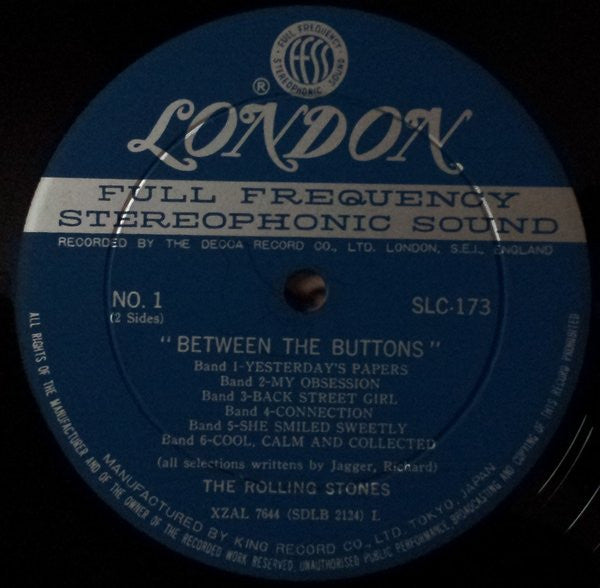 FULL FREQUENCY
FFSS
STEREOPHONIC SOUND
®
LONDON
FULL FREQUENCY
STEREOPHONIC SOUND
RECORDED BY THE DECCA RECORD CO., LTD. LONDON, S.E.I., ENGLAND
NO. 1
(2 Sides)
SLC-173
"BETWEEN THE BUTTONS"
Band 1-YESTERDAY'S PAPERS
Band 2-MY OBSESSION
Band 3-BACK STREET GIRL
Band 4-CONNECTION
Band 5-SHE SMILED SWEETLY
Band 6-COOL, CALM AND COLLECTED
(all selections writtens by Jagger, Richard)
THE ROLLING STONES
XZAL 7644 (SDLB 2124) L
MANUFACTURED BY KING RECORD CO., LTD. TOKYO, JAPAN
ALL RIGHTS OF THE MANUFACTURER AND OF THE OWNER OF THE RECORDED WORK RESERVED. UNAUTHORISED PUBLIC PERFORMANCE, BROADCASTING AND COPYING OF THIS RECORD PROHIBITED